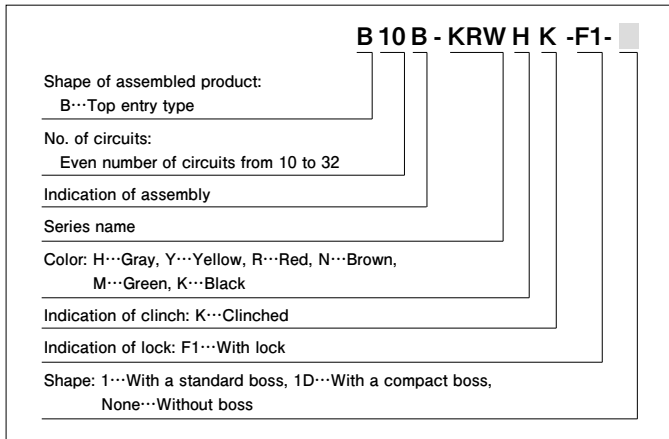 B 10 B - KRW H K -F1-
Shape of assembled product:
B···Top entry type
No. of circuits:
Even number of circuits from 10 to 32
Indication of assembly
Series name
Color: H···Gray, Y···Yellow, R···Red, N···Brown,
M···Green, K···Black
Indication of clinch: K···Clinched
Indication of lock: F1···With lock
Shape: 1···With a standard boss, 1D···With a compact boss,
None···Without boss